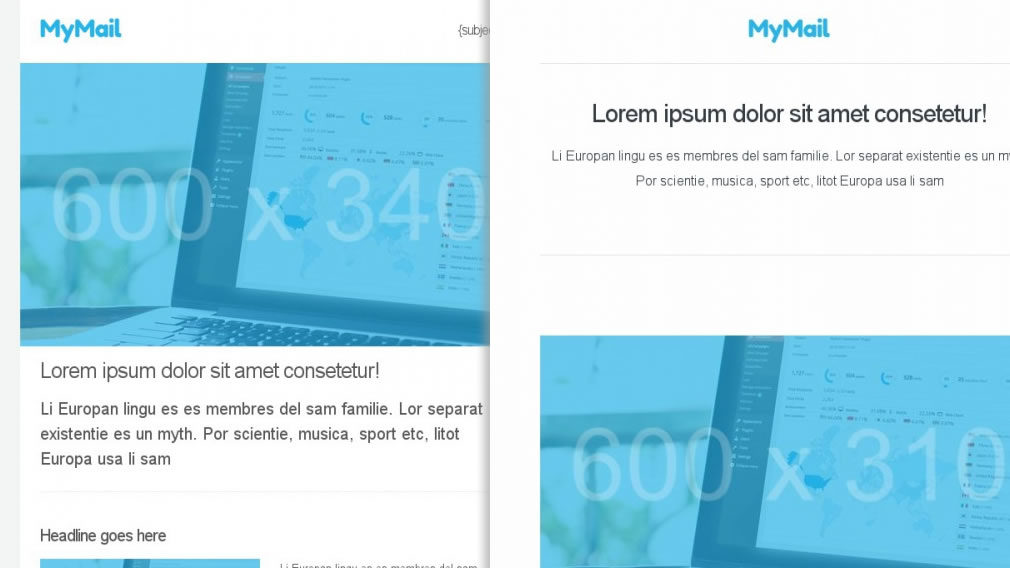 MyMail
{subje
600 x 340
Lorem ipsum dolor sit amet consetetur!
Li Europan lingu es es membres del sam familie. Lor separat
existentie es un myth. Por scientie, musica, sport etc, litot
Europa usa li sam
Headline goes here
Li Europan lingu es es membres del sam
MyMail
Lorem ipsum dolor sit amet consetetur!
Li Europan lingu es es membres del sam familie. Lor separat existentie es un my
Por scientie, musica, sport etc, litot Europa usa li sam
600 x 310